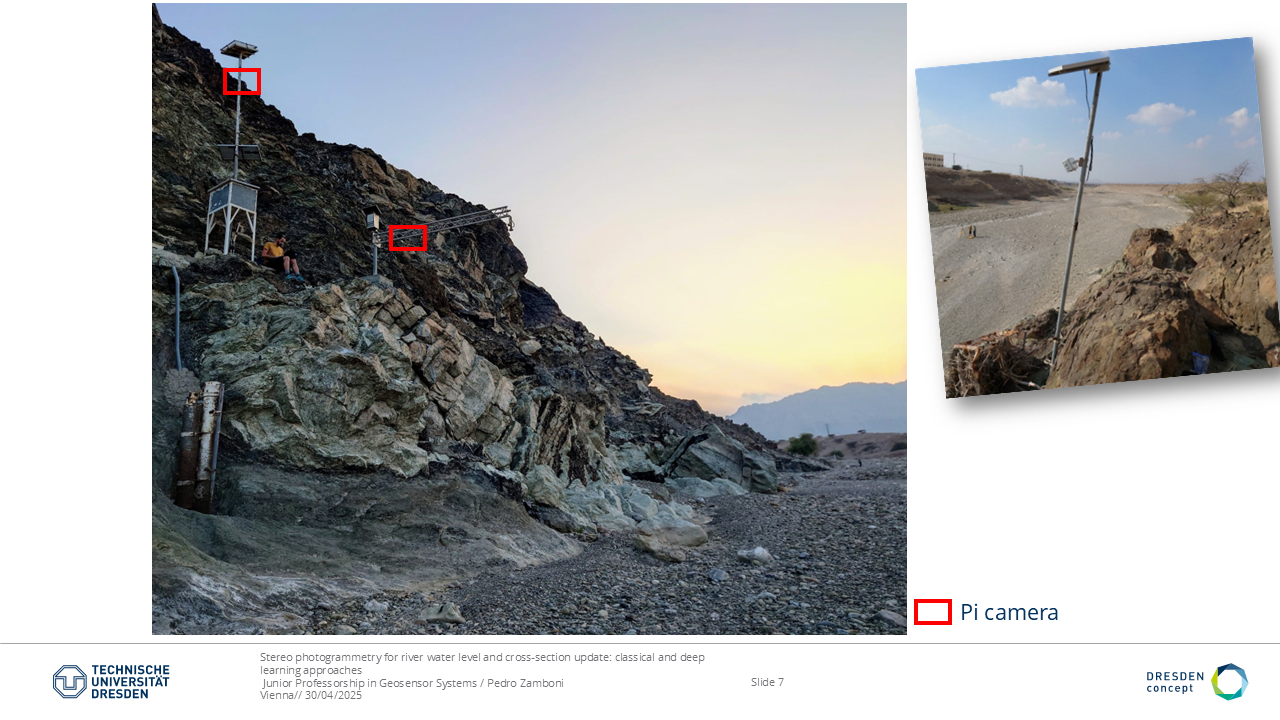 Pi camera
TECHNISCHE
UNIVERSITÄT
DRESDEN
Stereo photogrammetry for river water level and cross-section update: classical and deep
learning approaches
Junior Professorship in Geosensor Systems / Pedro Zamboni
Vienna// 30/04/2025
Slide 7
DRESDEN
concept